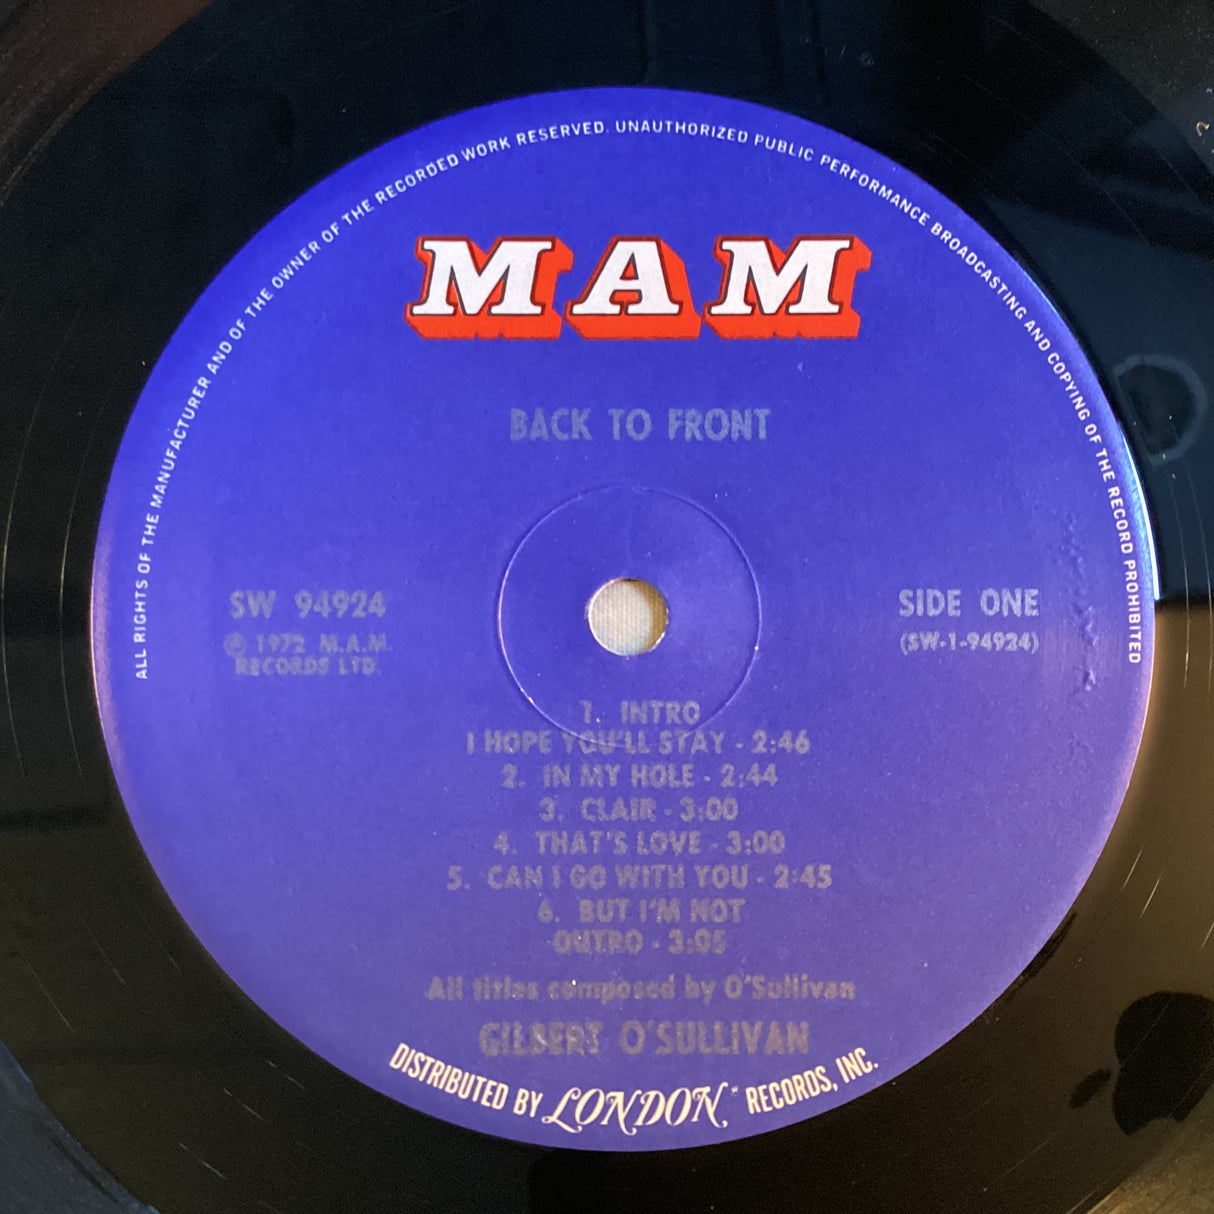 ALL RIGHTS OF THE MANUFACTURER AND OF THE OWNER OF THE RECORDED WORK RESERVED. UNAUTHORIZED PUBLIC PERFORMANCE BROADCASTING AND COPYING OF THE RECORD PROHIBITED
MAM
BACK TO FRONT
SW 94924
℗ 1972 M.A.M.
RECORDS LTD.
SIDE ONE
(SW-1-94924)
1. INTRO
I HOPE YOU'LL STAY - 2:46
2. IN MY HOLE - 2:44
3. CLAIR - 3:00
4. THAT'S LOVE - 3:00
5. CAN I GO WITH YOU - 2:45
6. BUT I'M NOT
OUTRO - 3:05
All titles composed by O'Sullivan
GILBERT O'SULLIVAN
DISTRIBUTED BY LONDON RECORDS, INC.